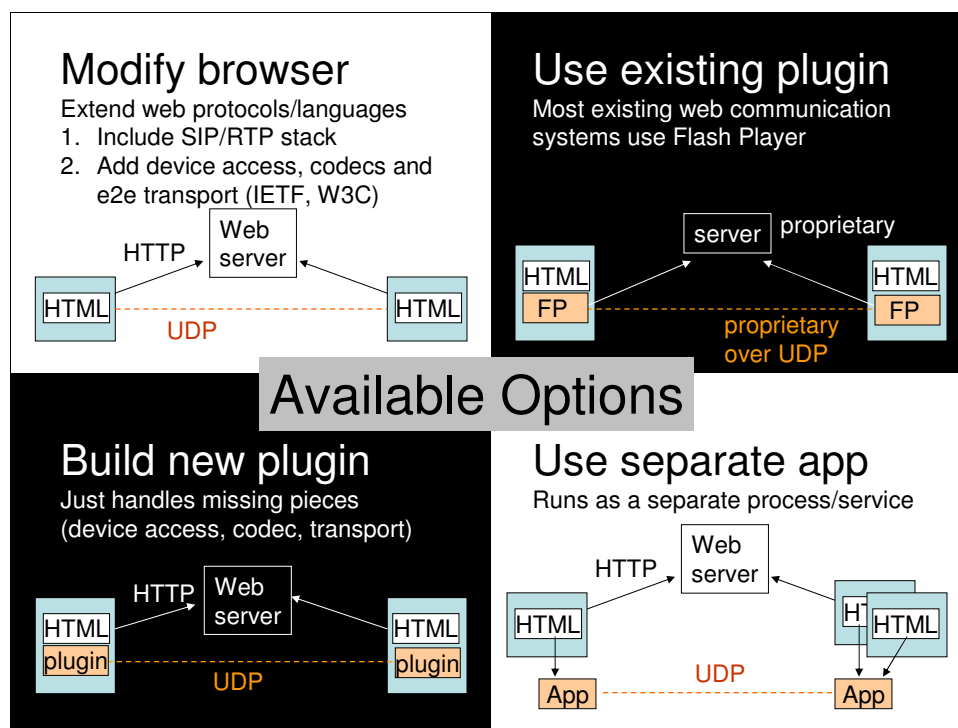 Modify browser
Extend web protocols/languages
1. Include SIP/RTP stack
2. Add device access, codecs and
e2e transport (IETF, W3C)
Web
server
HTTP
HTML
HTML
UDP
Use existing plugin
Most existing web communication
systems use Flash Player
server
proprietary
HTML
FP
HTML
FP
proprietary
over UDP
Available Options
Build new plugin
Just handles missing pieces
(device access, codec, transport)
HTTP
Web
server
HTML
plugin
HTML
plugin
UDP
Use separate app
Runs as a separate process/service
Web
server
HTTP
HTML
HTML
UDP
App
App